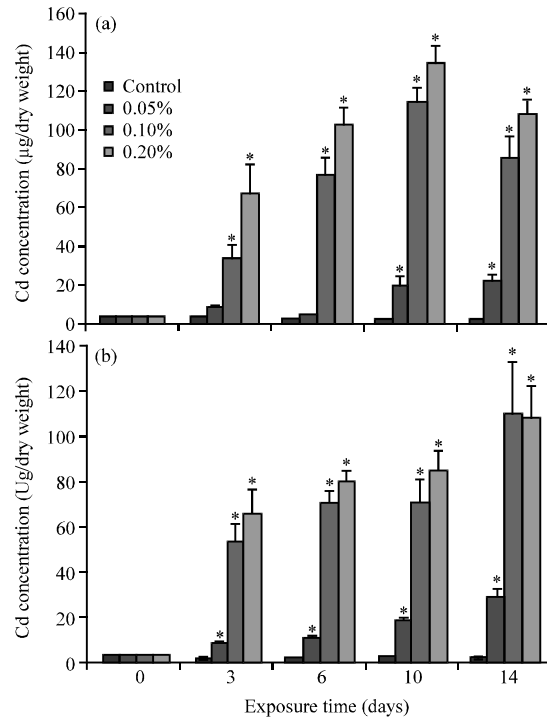 (a)
160
140
120
100
80
60
40
20
0
Cd concentration (µg/dry weight)
Control
0.05%
0.10%
0.20%
* * * * * * * * * *
(b)
140
120
100
80
60
40
20
0
Cd concentration (Ug/dry weight)
* * * * * * * * * * * *
0 3 6 10 14
Exposure time (days)